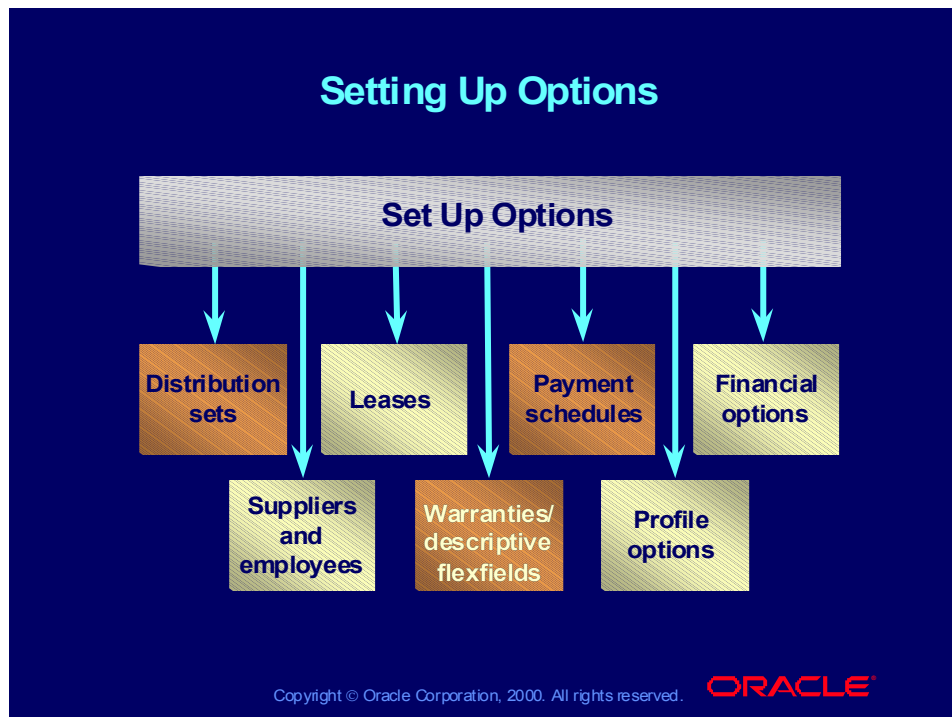 Setting Up Options
Set Up Options
Distribution
sets
Leases
Payment
schedules
Financial
options
Suppliers
and
employees
Warranties/
descriptive
flexfields
Profile
options
Copyright © Oracle Corporation, 2000. All rights reserved.
ORACLE®